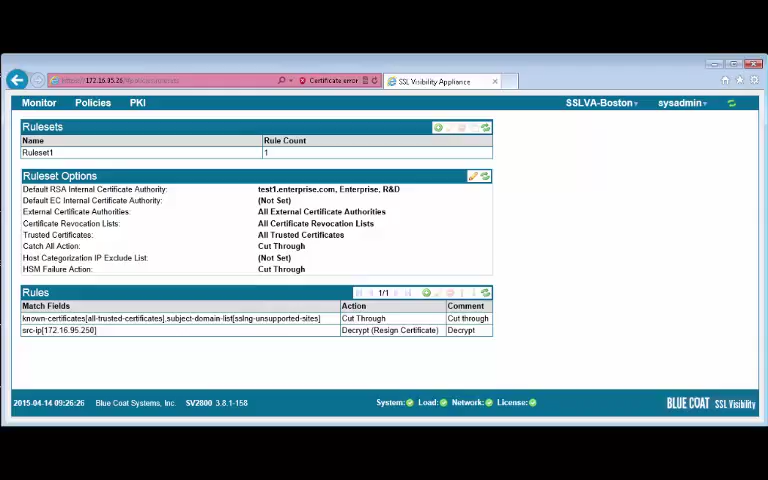 172.16.95.26
Certificate error
SSL Visibility Appliance
Monitor Policies PKI SSLVA-Boston sysadmin
Rulesets
Name Rule Count
Ruleset1 1
Ruleset Options
Default RSA Internal Certificate Authority: test1.enterprise.com, Enterprise, R&D
Default EC Internal Certificate Authority: (Not Set)
External Certificate Authorities: All External Certificate Authorities
Certificate Revocation Lists: All Certificate Revocation Lists
Trusted Certificates: All Trusted Certificates
Catch All Action: Cut Through
Host Categorization IP Exclude List: (Not Set)
HSM Failure Action: Cut Through
Rules 1/1
Match Fields Action Comment
known-certificates[all-trusted-certificates],subject-domain-list[sslng-unsupported-sites] Cut Through Cut through
src-ip[172.16.95.250] Decrypt (Resign Certificate) Decrypt
2015-04-14 09:26:26 Blue Coat Systems, Inc. SV2800 3.8.1-158 System: Load: Network: License: BLUE COAT SSL Visibility